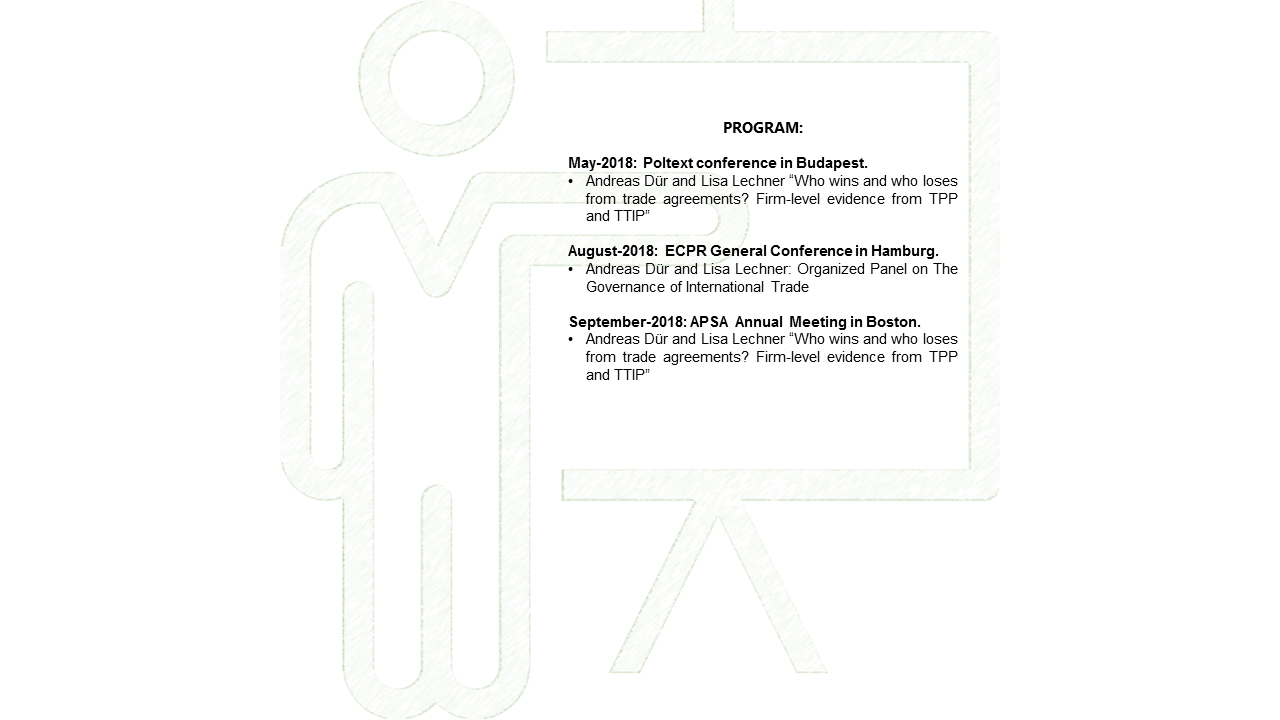 PROGRAM:
May-2018: Poltext conference in Budapest.
• Andreas Dür and Lisa Lechner “Who wins and who loses
from trade agreements? Firm-level evidence from TPP
and TTIP”
August-2018: ECPR General Conference in Hamburg.
• Andreas Dür and Lisa Lechner: Organized Panel on The
Governance of International Trade
September-2018: APSA Annual Meeting in Boston.
• Andreas Dür and Lisa Lechner “Who wins and who loses
from trade agreements? Firm-level evidence from TPP
and TTIP”